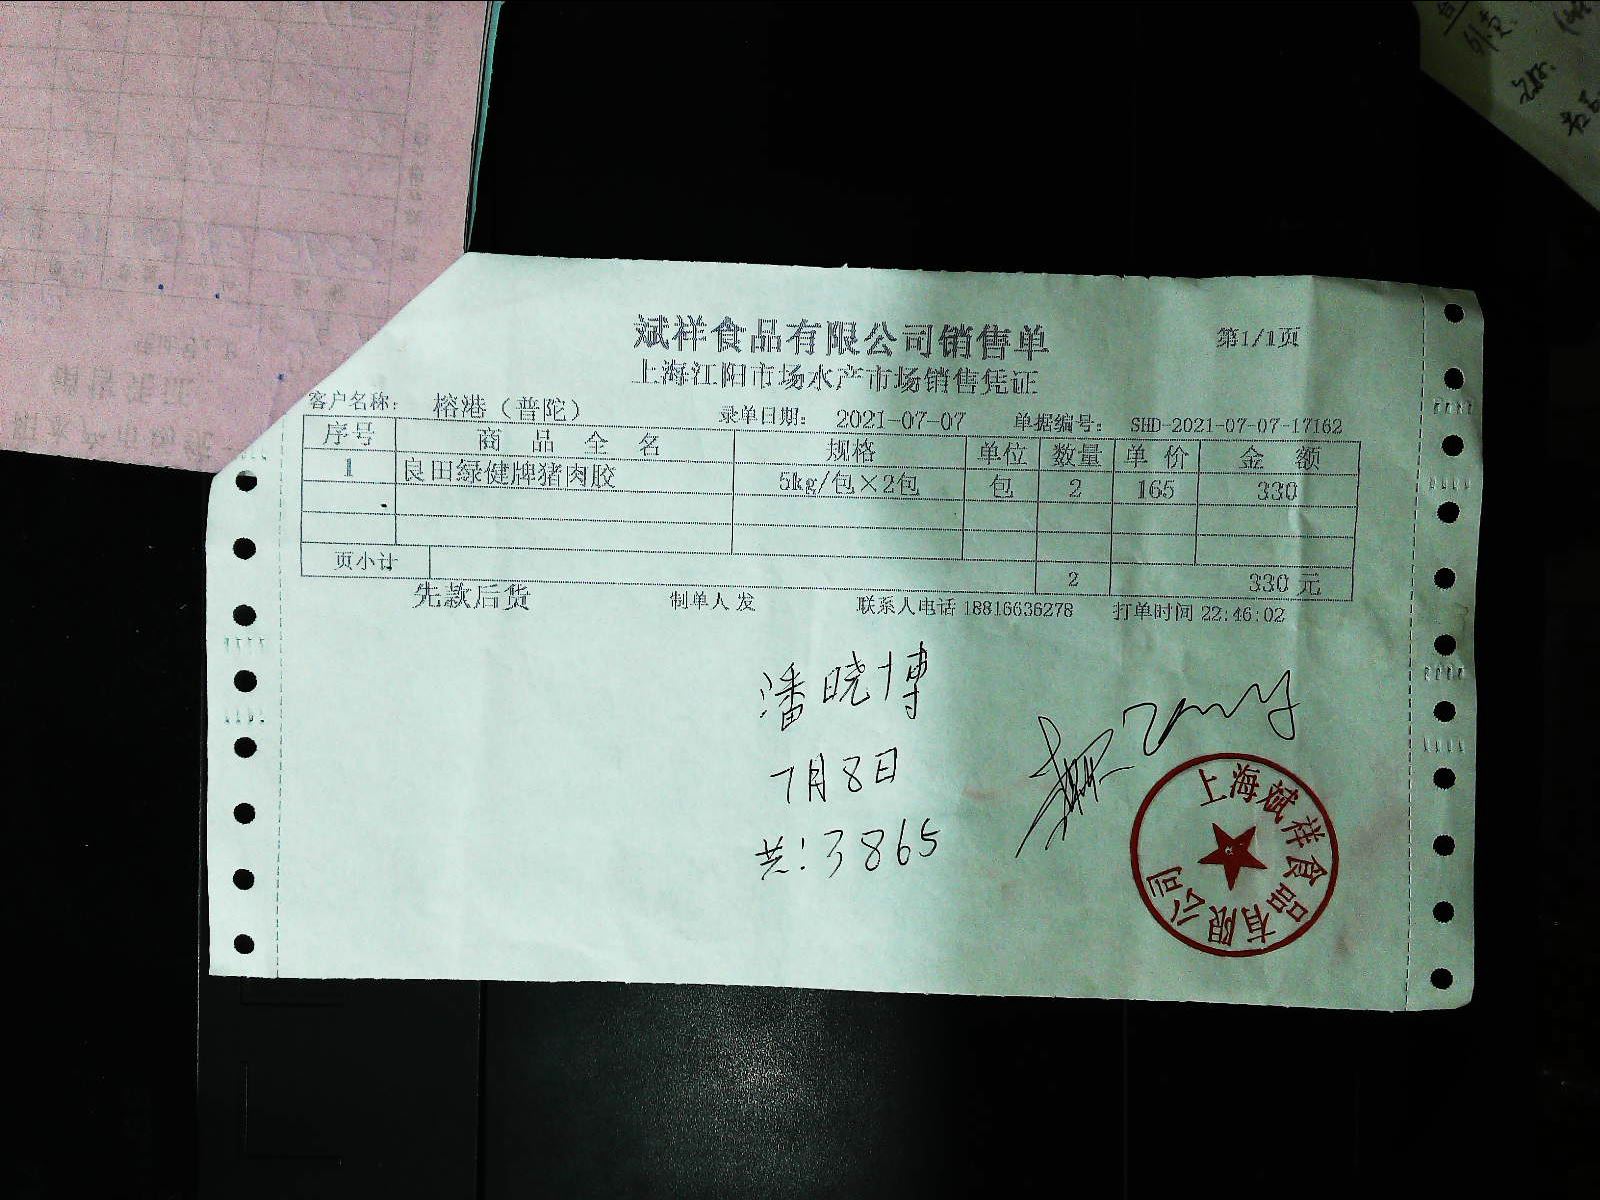 斌祥食品有限公司销售单
第1/1页
上海江阳市场水产市场销售凭证
客户名称： 榕港（普陀） 录单日期： 2021-07-07 单据编号： SHD-2021-07-07-17162
序号 商品全名 规格 单位 数量 单价 金额
1 良田緑健牌猪肉胶 5kg/包×2包 包 2 165 330
页小计 2 330 元
先款后货 制单人 发 联系人电话 18816636278 打单时间 22:46:02
潘晓博
7月8日
共:3865
上海斌祥食品有限公司